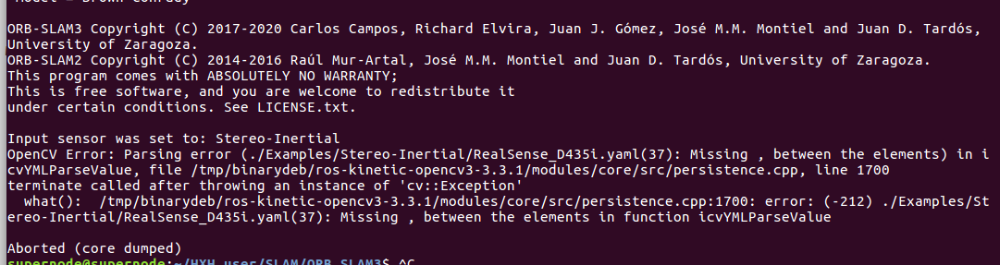 Model = Brown Conrady
ORB-SLAM3 Copyright (C) 2017-2020 Carlos Campos, Richard Elvira, Juan J. Gómez, José M.M. Montiel and Juan D. Tardós,
University of Zaragoza.
ORB-SLAM2 Copyright (C) 2014-2016 Raúl Mur-Artal, José M.M. Montiel and Juan D. Tardós, University of Zaragoza.
This program comes with ABSOLUTELY NO WARRANTY;
This is free software, and you are welcome to redistribute it
under certain conditions. See LICENSE.txt.
Input sensor was set to: Stereo-Inertial
OpenCV Error: Parsing error (./Examples/Stereo-Inertial/RealSense_D435i.yaml(37): Missing , between the elements) in i
cvYMLParseValue, file /tmp/binarydeb/ros-kinetic-opencv3-3.3.1/modules/core/src/persistence.cpp, line 1700
terminate called after throwing an instance of 'cv::Exception'
  what():  /tmp/binarydeb/ros-kinetic-opencv3-3.3.1/modules/core/src/persistence.cpp:1700: error: (-212) ./Examples/St
ereo-Inertial/RealSense_D435i.yaml(37): Missing , between the elements in function icvYMLParseValue
Aborted (core dumped)
supernode@supernode:~/HXH_user/SLAM/ORB_SLAM3$ ^C